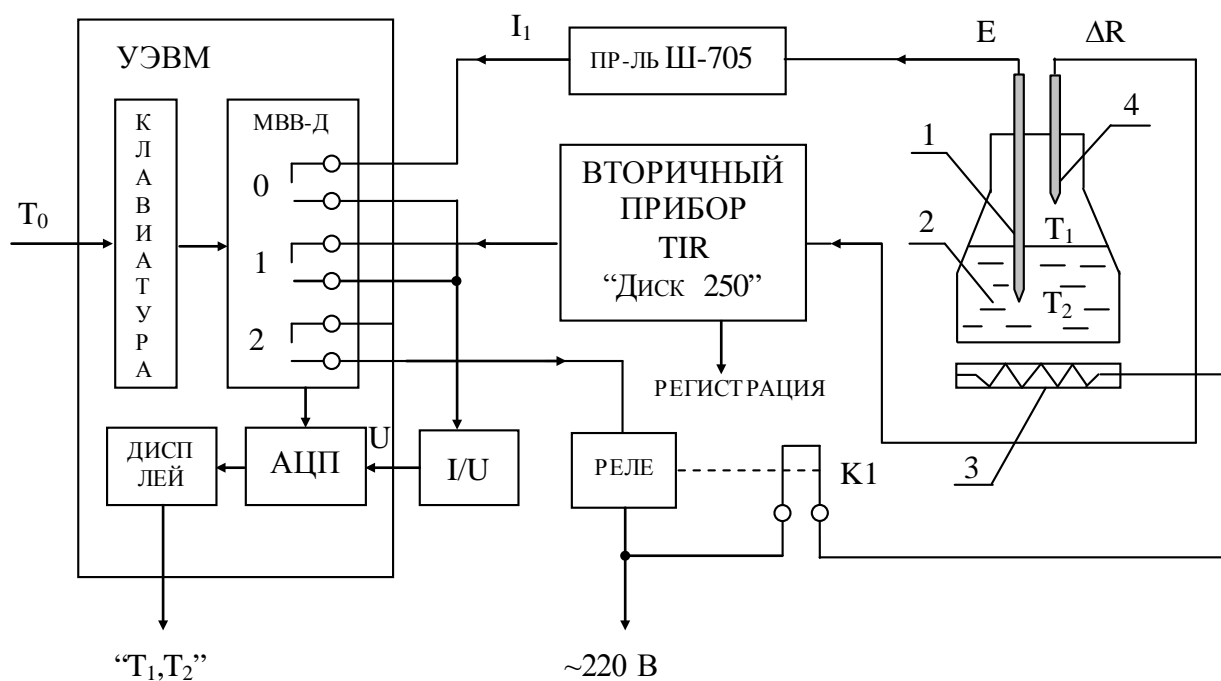 I₁
E
ΔR
УЭВМ
ПР-ЛЬ Ш-705
КЛАВИАТУРА
МВВ-Д
4
1
0
ВТОРИЧНЫЙ
ПРИБОР
TIR
“ДИСК 250”
T₀
2
T₁
1
T₂
2
РЕГИСТРАЦИЯ
ДИСП
ЛЕЙ
АЦП
U
I/U
РЕЛЕ
K1
3
“T₁,T₂”
~220 В